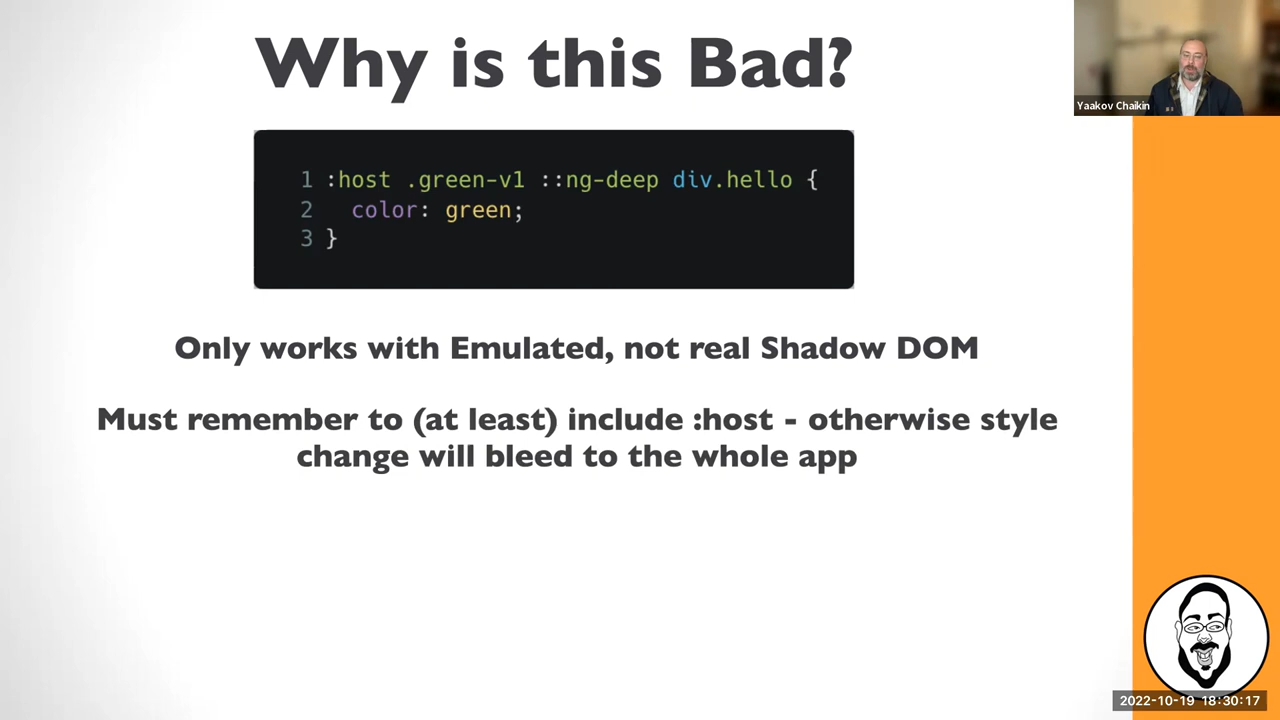 Why is this Bad?
Yaakov Chaikin
1 :host .green-v1 ::ng-deep div.hello {
2 color: green;
3 }
Only works with Emulated, not real Shadow DOM
Must remember to (at least) include :host - otherwise style
change will bleed to the whole app
2022-10-19 18:30:17